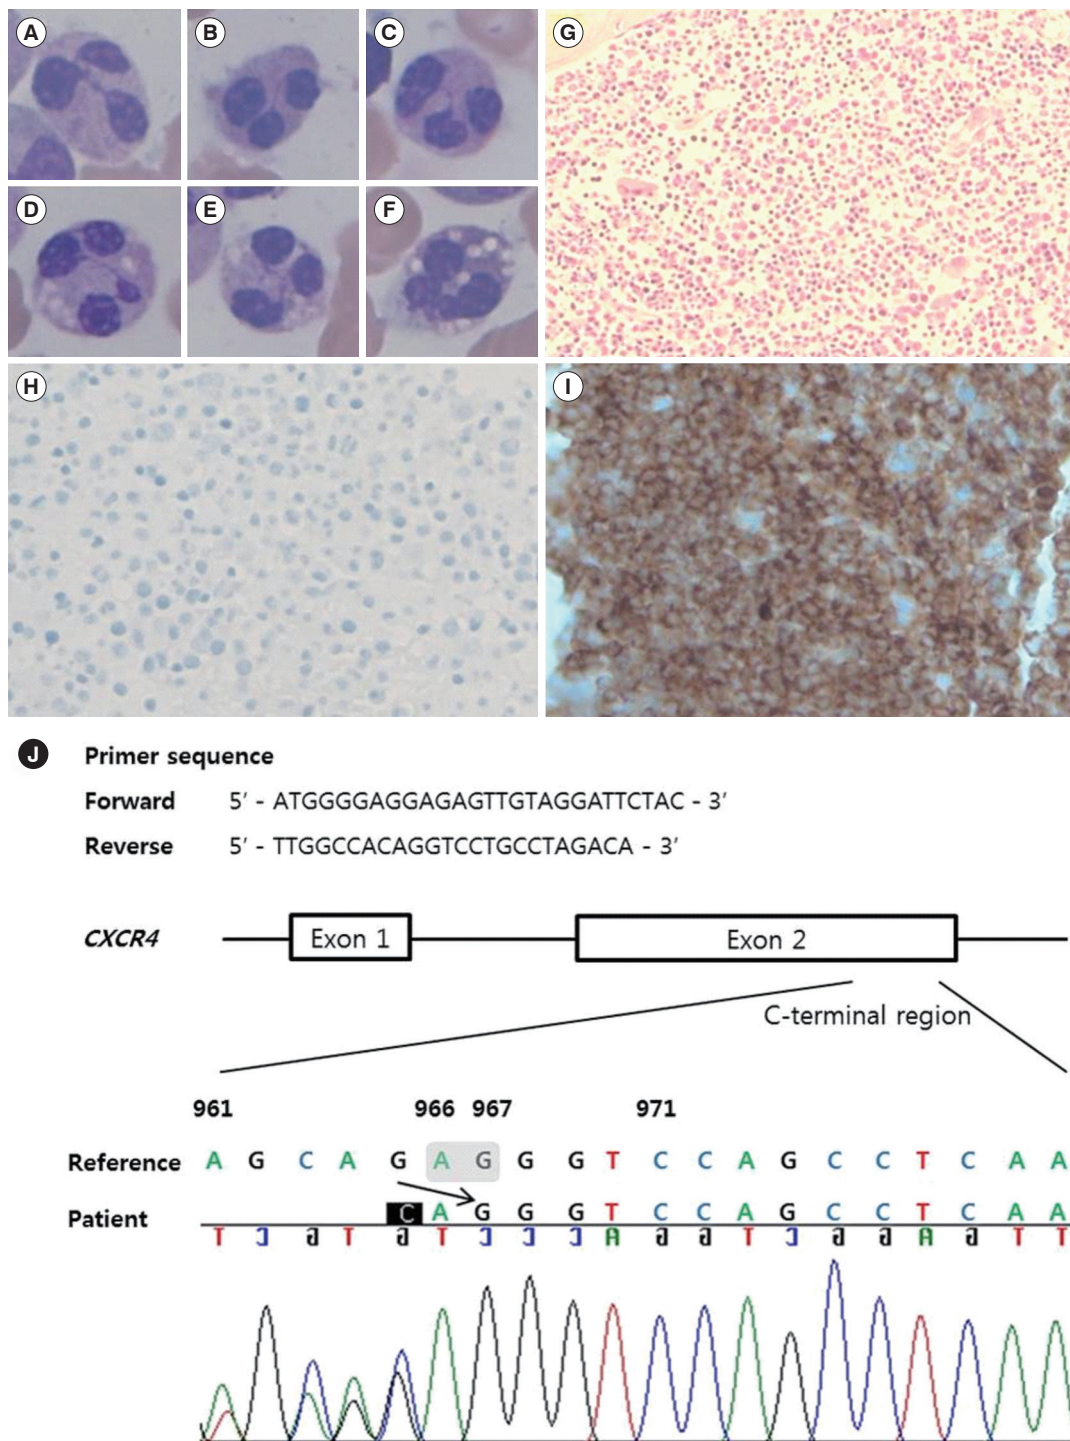 A
B
C
G
D
E
F
H
I
J
Primer sequence
Forward 5′ - ATGGGGAGGAGAGTTGTAGGATTCTAC - 3′
Reverse 5′ - TTGGCCACAGGTCCTGCCTAGACA - 3′
CXCR4 Exon 1 Exon 2
C-terminal region
961 966 967 971
Reference A G C A G A G G G T C C A G C C T C A A
Patient C A G G G T C C A G C C T C A A
T C G T G T C C C A G G T C G G A G T T